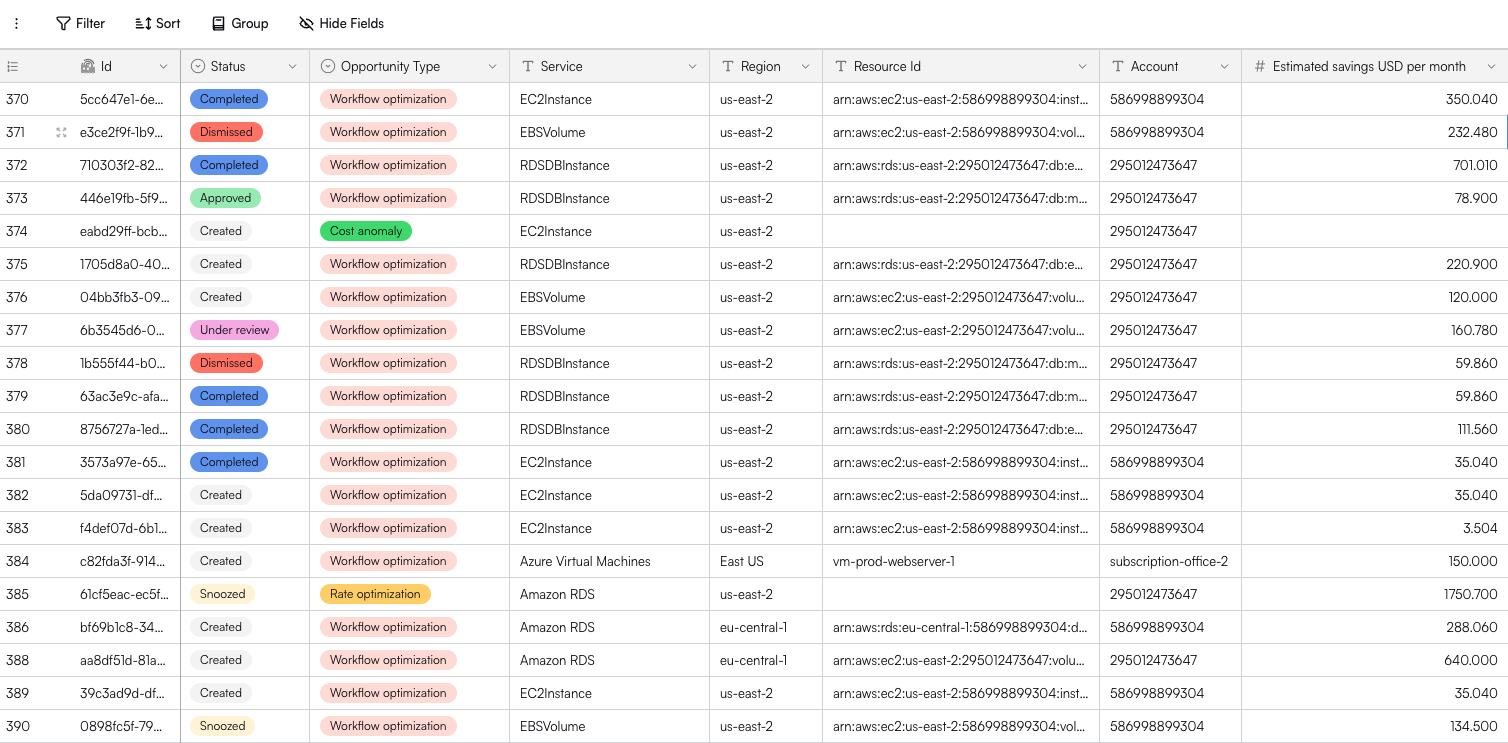 Filter Sort Group Hide Fields
Id Status Opportunity Type Service Region Resource Id Account # Estimated savings USD per month
370 5cc647e1-6e... Completed Workflow optimization EC2Instance us-east-2 arn:aws:ec2:us-east-2:586998899304:inst... 586998899304 350.040
371 e3ce2f9f-1b9... Dismissed Workflow optimization EBSVolume us-east-2 arn:aws:ec2:us-east-2:586998899304:vol... 586998899304 232.480
372 710303f2-82... Completed Workflow optimization RDSDBInstance us-east-2 arn:aws:rds:us-east-2:295012473647:db:e... 295012473647 701.010
373 446e19fb-5f9... Approved Workflow optimization RDSDBInstance us-east-2 arn:aws:rds:us-east-2:295012473647:db:m... 295012473647 78.900
374 eabd29ff-bcb... Created Cost anomaly EC2Instance us-east-2 295012473647
375 1705d8a0-40... Created Workflow optimization RDSDBInstance us-east-2 arn:aws:rds:us-east-2:295012473647:db:e... 295012473647 220.900
376 04bb3fb3-09... Created Workflow optimization EBSVolume us-east-2 arn:aws:ec2:us-east-2:295012473647:volu... 295012473647 120.000
377 6b3545d6-0... Under review Workflow optimization EBSVolume us-east-2 arn:aws:ec2:us-east-2:295012473647:volu... 295012473647 160.780
378 1b555f44-b0... Dismissed Workflow optimization RDSDBInstance us-east-2 arn:aws:rds:us-east-2:295012473647:db:m... 295012473647 59.860
379 63ac3e9c-afa... Completed Workflow optimization RDSDBInstance us-east-2 arn:aws:rds:us-east-2:295012473647:db:m... 295012473647 59.860
380 8756727a-1ed... Completed Workflow optimization RDSDBInstance us-east-2 arn:aws:rds:us-east-2:295012473647:db:e... 295012473647 111.560
381 3573a97e-65... Completed Workflow optimization EC2Instance us-east-2 arn:aws:ec2:us-east-2:586998899304:inst... 586998899304 35.040
382 5da09731-df... Created Workflow optimization EC2Instance us-east-2 arn:aws:ec2:us-east-2:586998899304:inst... 586998899304 35.040
383 f4def07d-6b1... Created Workflow optimization EC2Instance us-east-2 arn:aws:ec2:us-east-2:586998899304:inst... 586998899304 3.504
384 c82fda3f-914... Created Workflow optimization Azure Virtual Machines East US vm-prod-webserver-1 subscription-office-2 150.000
385 61cf5eac-ec5f... Snoozed Rate optimization Amazon RDS us-east-2 295012473647 1750.700
386 bf69b1c8-34... Created Workflow optimization Amazon RDS eu-central-1 arn:aws:rds:eu-central-1:586998899304:d... 586998899304 288.060
388 aa8df51d-81a... Created Workflow optimization Amazon RDS eu-central-1 arn:aws:ec2:us-east-2:295012473647:volu... 295012473647 640.000
389 39c3ad9d-df... Created Workflow optimization EC2Instance us-east-2 arn:aws:ec2:us-east-2:586998899304:inst... 586998899304 35.040
390 0898fc5f-79... Snoozed Workflow optimization EBSVolume us-east-2 arn:aws:ec2:us-east-2:586998899304:vol... 586998899304 134.500